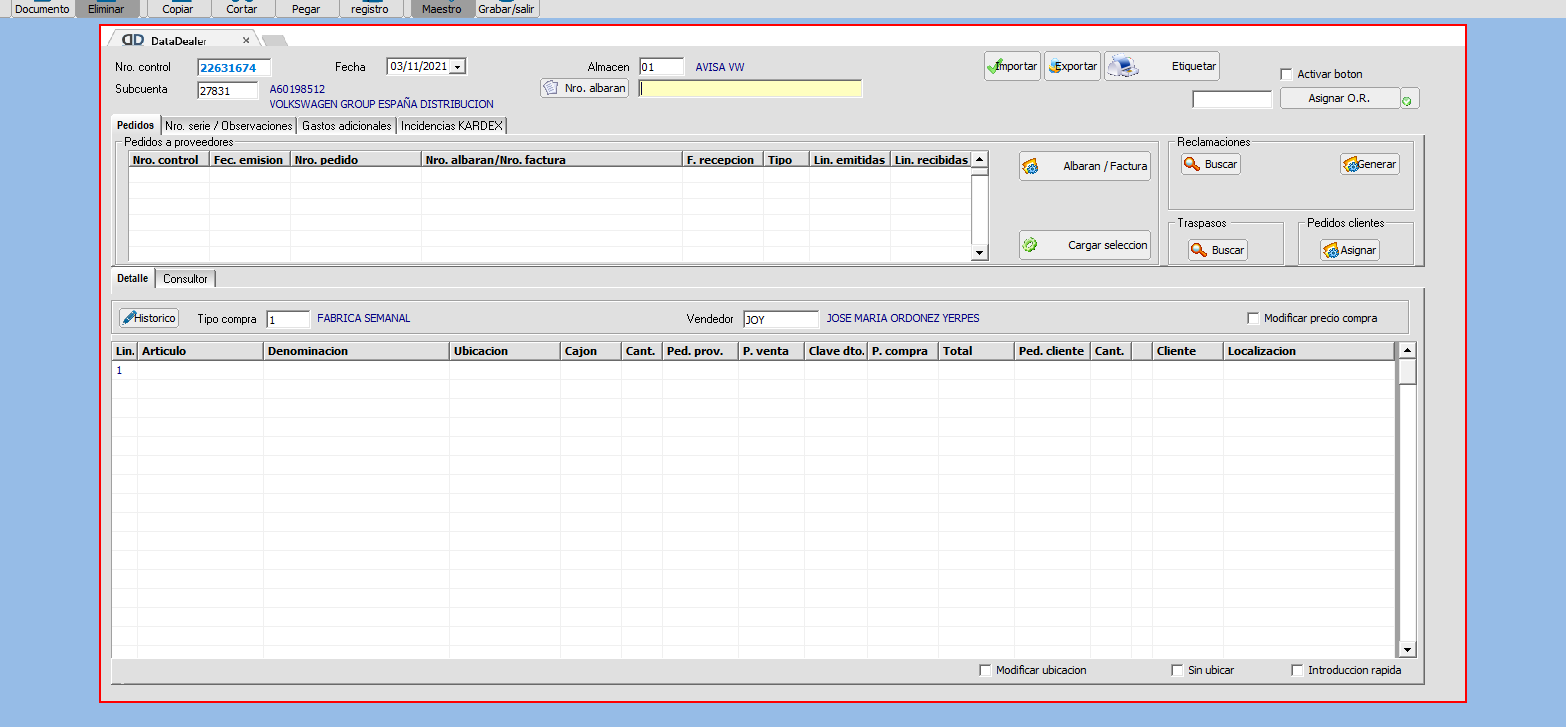 Documento Eliminar Copiar Cortar Pegar registro Maestro Grabar/salir
DataDealer
Nro. control 22631674 Fecha 03/11/2021 Almacen 01 AVISA VW Importar Exportar Etiquetar
Activar boton
Subcuenta 27831 A60198512 Nro. albaran
VOLKSWAGEN GROUP ESPAÑA DISTRIBUCION Asignar O.R.
Pedidos Nro. serie / Observaciones Gastos adicionales Incidencias KARDEX
Pedidos a proveedores Reclamaciones
Nro. control Fec. emision Nro. pedido Nro. albaran/Nro. factura F. recepcion Tipo Lin. emitidas Lin. recibidas
Albaran / Factura Buscar Generar
Traspasos Pedidos clientes
Cargar seleccion Buscar Asignar
Detalle Consultor
Historico Tipo compra 1 FABRICA SEMANAL Vendedor JOY JOSE MARIA ORDONEZ YERPES Modificar precio compra
Lin. Articulo Denominacion Ubicacion Cajon Cant. Ped. prov. P. venta Clave dto. P. compra Total Ped. cliente Cant. Cliente Localizacion
1
Modificar ubicacion Sin ubicar Introduccion rapida